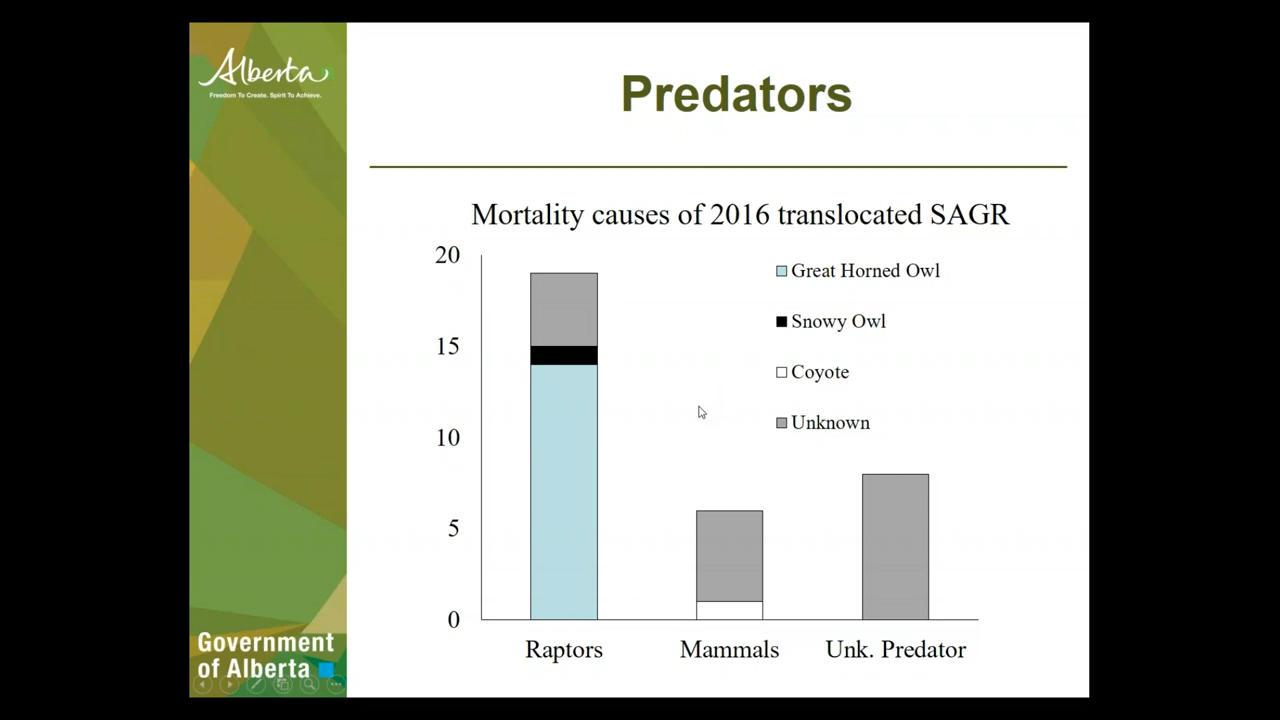 Alberta
Freedom To Create. Spirit To Achieve.
Predators
Mortality causes of 2016 translocated SAGR
20
15
10
5
0
Great Horned Owl
Snowy Owl
Coyote
Unknown
Raptors
Mammals
Unk. Predator
Government
of Alberta